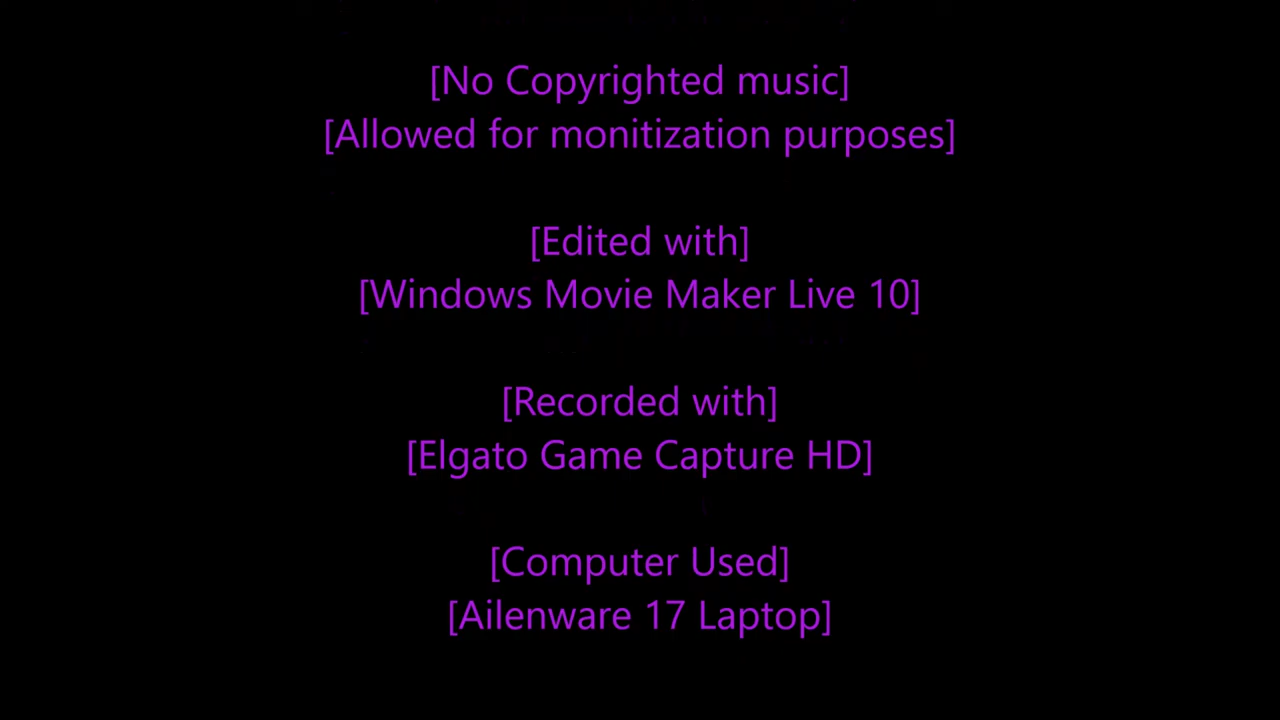 [No Copyrighted music]
[Allowed for monitization purposes]
[Edited with]
[Windows Movie Maker Live 10]
[Recorded with]
[Elgato Game Capture HD]
[Computer Used]
[Ailenware 17 Laptop]